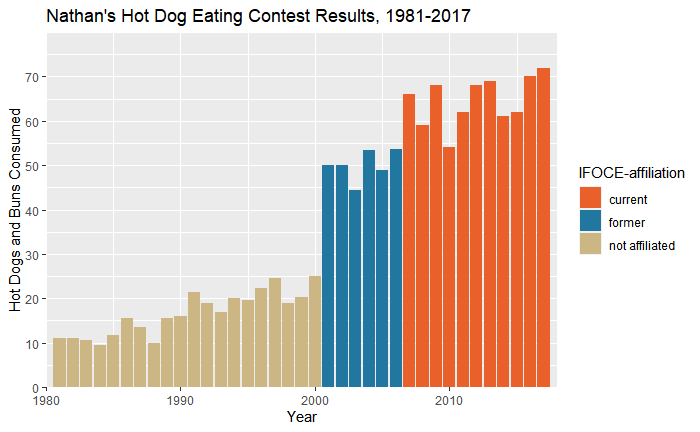 Nathan's Hot Dog Eating Contest Results, 1981-2017
Hot Dogs and Buns Consumed
70
60
50
40
30
20
10
0
1980
1990
2000
2010
Year
IFOCE-affiliation
current
former
not affiliated